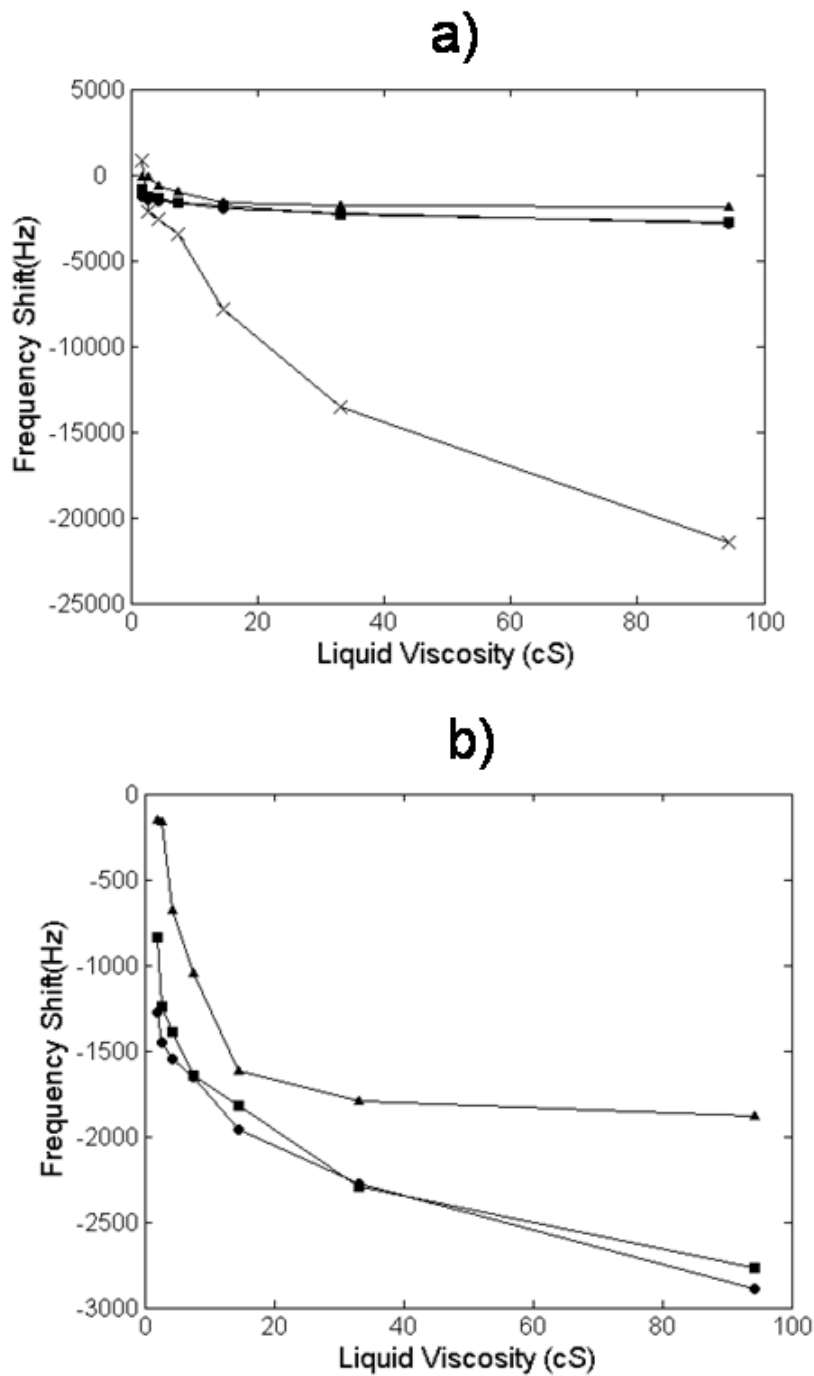 a)
5000
0
-5000
-10000
-15000
-20000
-25000
Frequency Shift(Hz)
0 20 40 60 80 100
Liquid Viscosity (cS)
b)
0
-500
-1000
-1500
-2000
-2500
-3000
Frequency Shift(Hz)
0 20 40 60 80 100
Liquid Viscosity (cS)